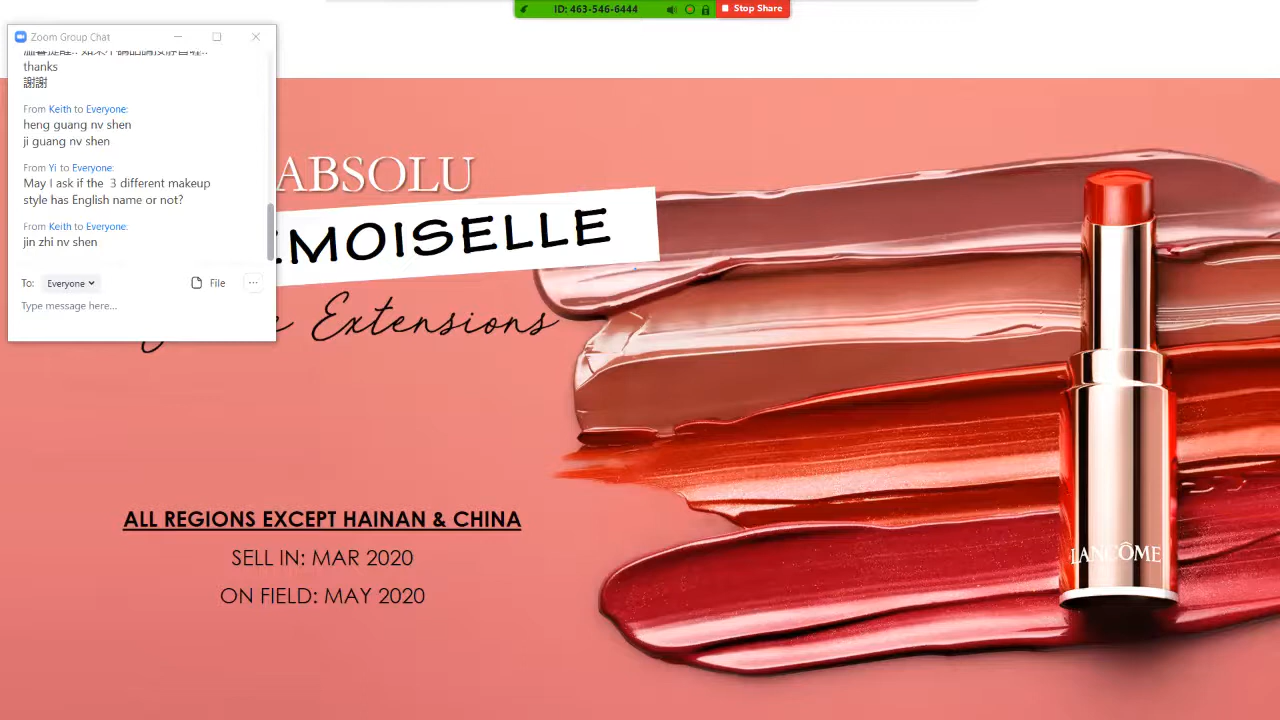 ID: 463-546-6444
Stop Share
Zoom Group Chat
thanks
謝謝
From Keith to Everyone:
heng guang nv shen
ji guang nv shen
From Yi to Everyone:
May I ask if the 3 different makeup
style has English name or not?
From Keith to Everyone:
jin zhi nv shen
To: Everyone
File
Type message here...
ABSOLU
MOISELLE
Extensions
ALL REGIONS EXCEPT HAINAN & CHINA
SELL IN: MAR 2020
ON FIELD: MAY 2020
LANCÔME